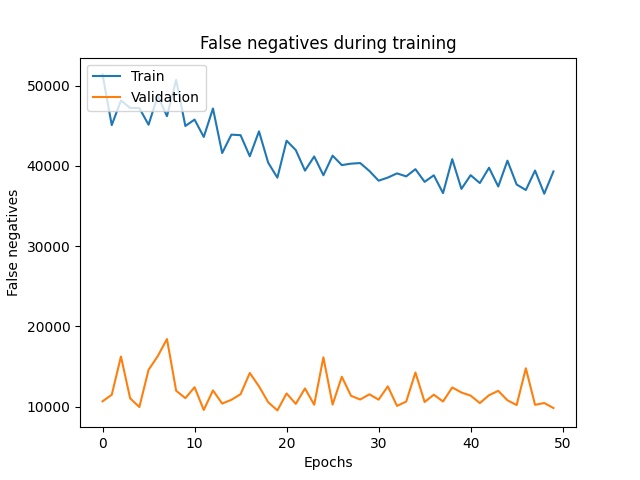 False negatives during training
Train
Validation
50000
40000
30000
20000
10000
False negatives
0 10 20 30 40 50
Epochs